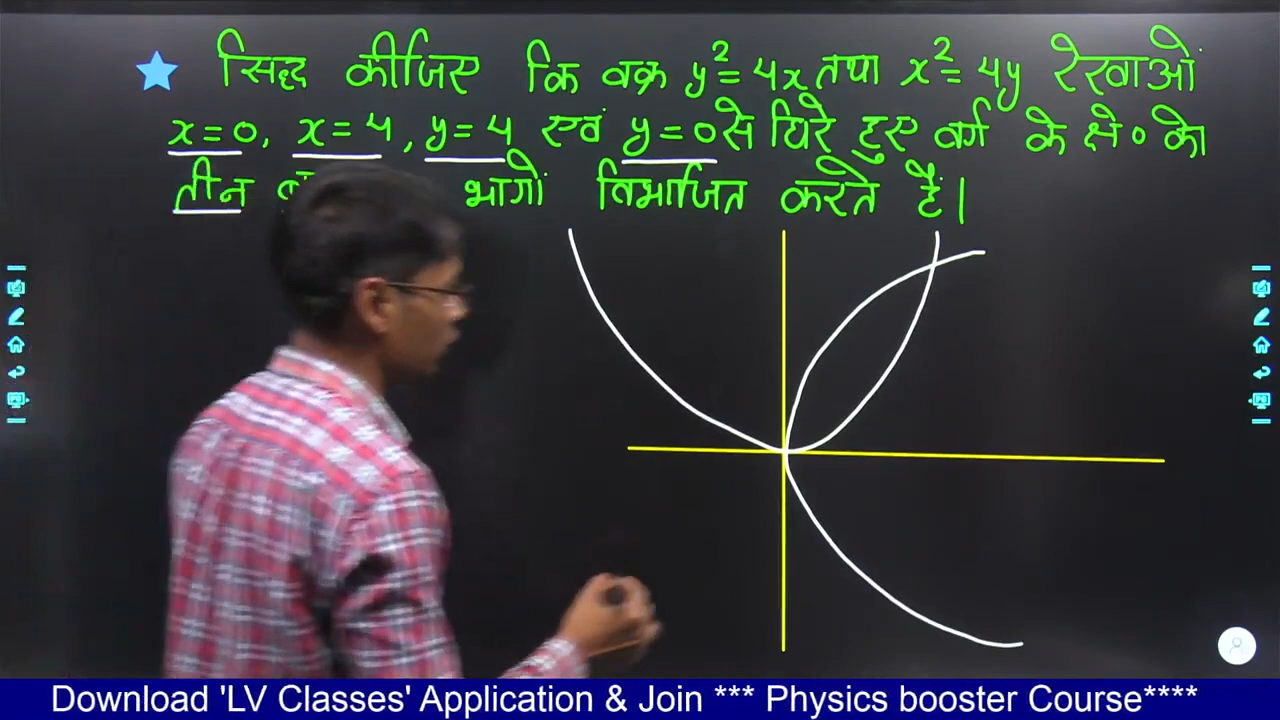 सिद्ध कीजिए कि वक्र y²=4x तथा x²=4y रेखाओं
x=0, x=4, y=4 एवं y=0 से घिरे हुए वर्ग के क्षे० को
तीन भागों विभाजित करते हैं।
Download 'LV Classes' Application & Join *** Physics booster Course****